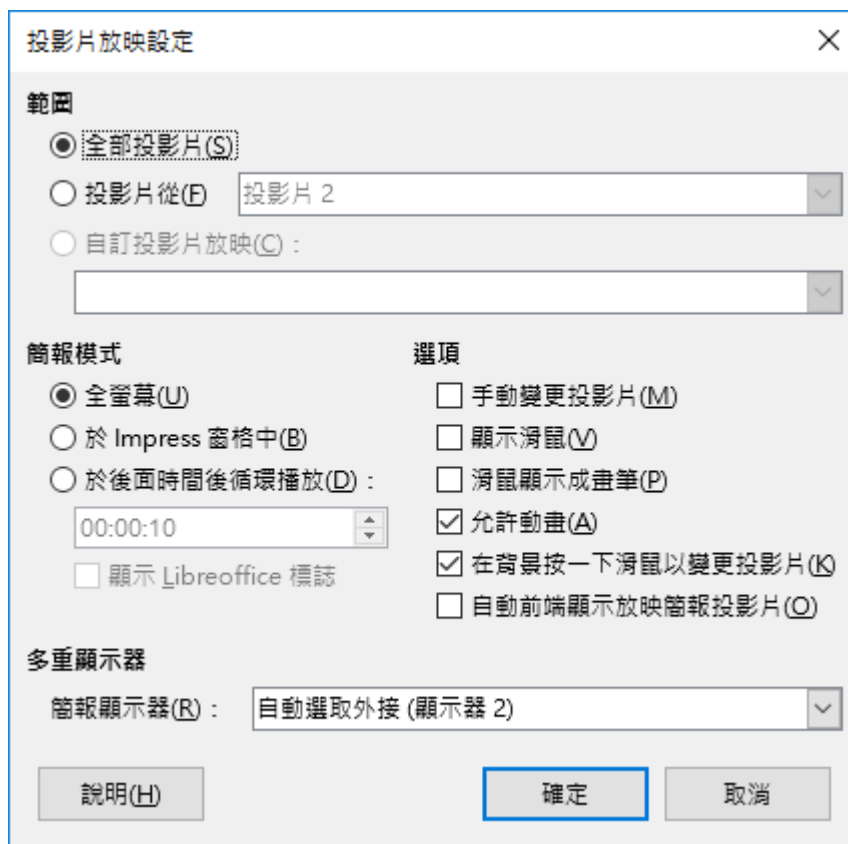 投影片放映設定
範圍
全部投影片(S)
投影片從(F) 投影片 2
自訂投影片放映(C)：
簡報模式
全螢幕(U)
於 Impress 窗格中(B)
於後面時間後循環播放(D)：
00:00:10
顯示 Libreoffice 標誌
選項
手動變更投影片(M)
顯示滑鼠(V)
滑鼠顯示成畫筆(P)
允許動畫(A)
在背景按一下滑鼠以變更投影片(K)
自動前端顯示放映簡報投影片(O)
多重顯示器
簡報顯示器(R)： 自動選取外接 (顯示器 2)
說明(H) 確定 取消